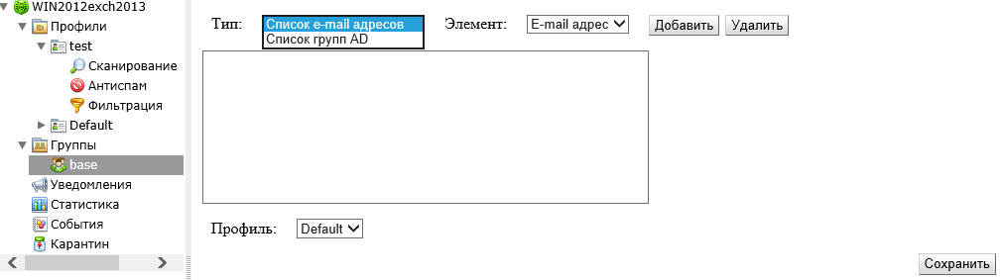 WIN2012exch2013
Профили
test
Сканирование
Антиспам
Фильтрация
Default
Группы
base
Уведомления
Статистика
События
Карантин
Тип: Список e-mail адресов Элемент: E-mail адрес Добавить Удалить
Список групп AD
Профиль: Default
Сохранить